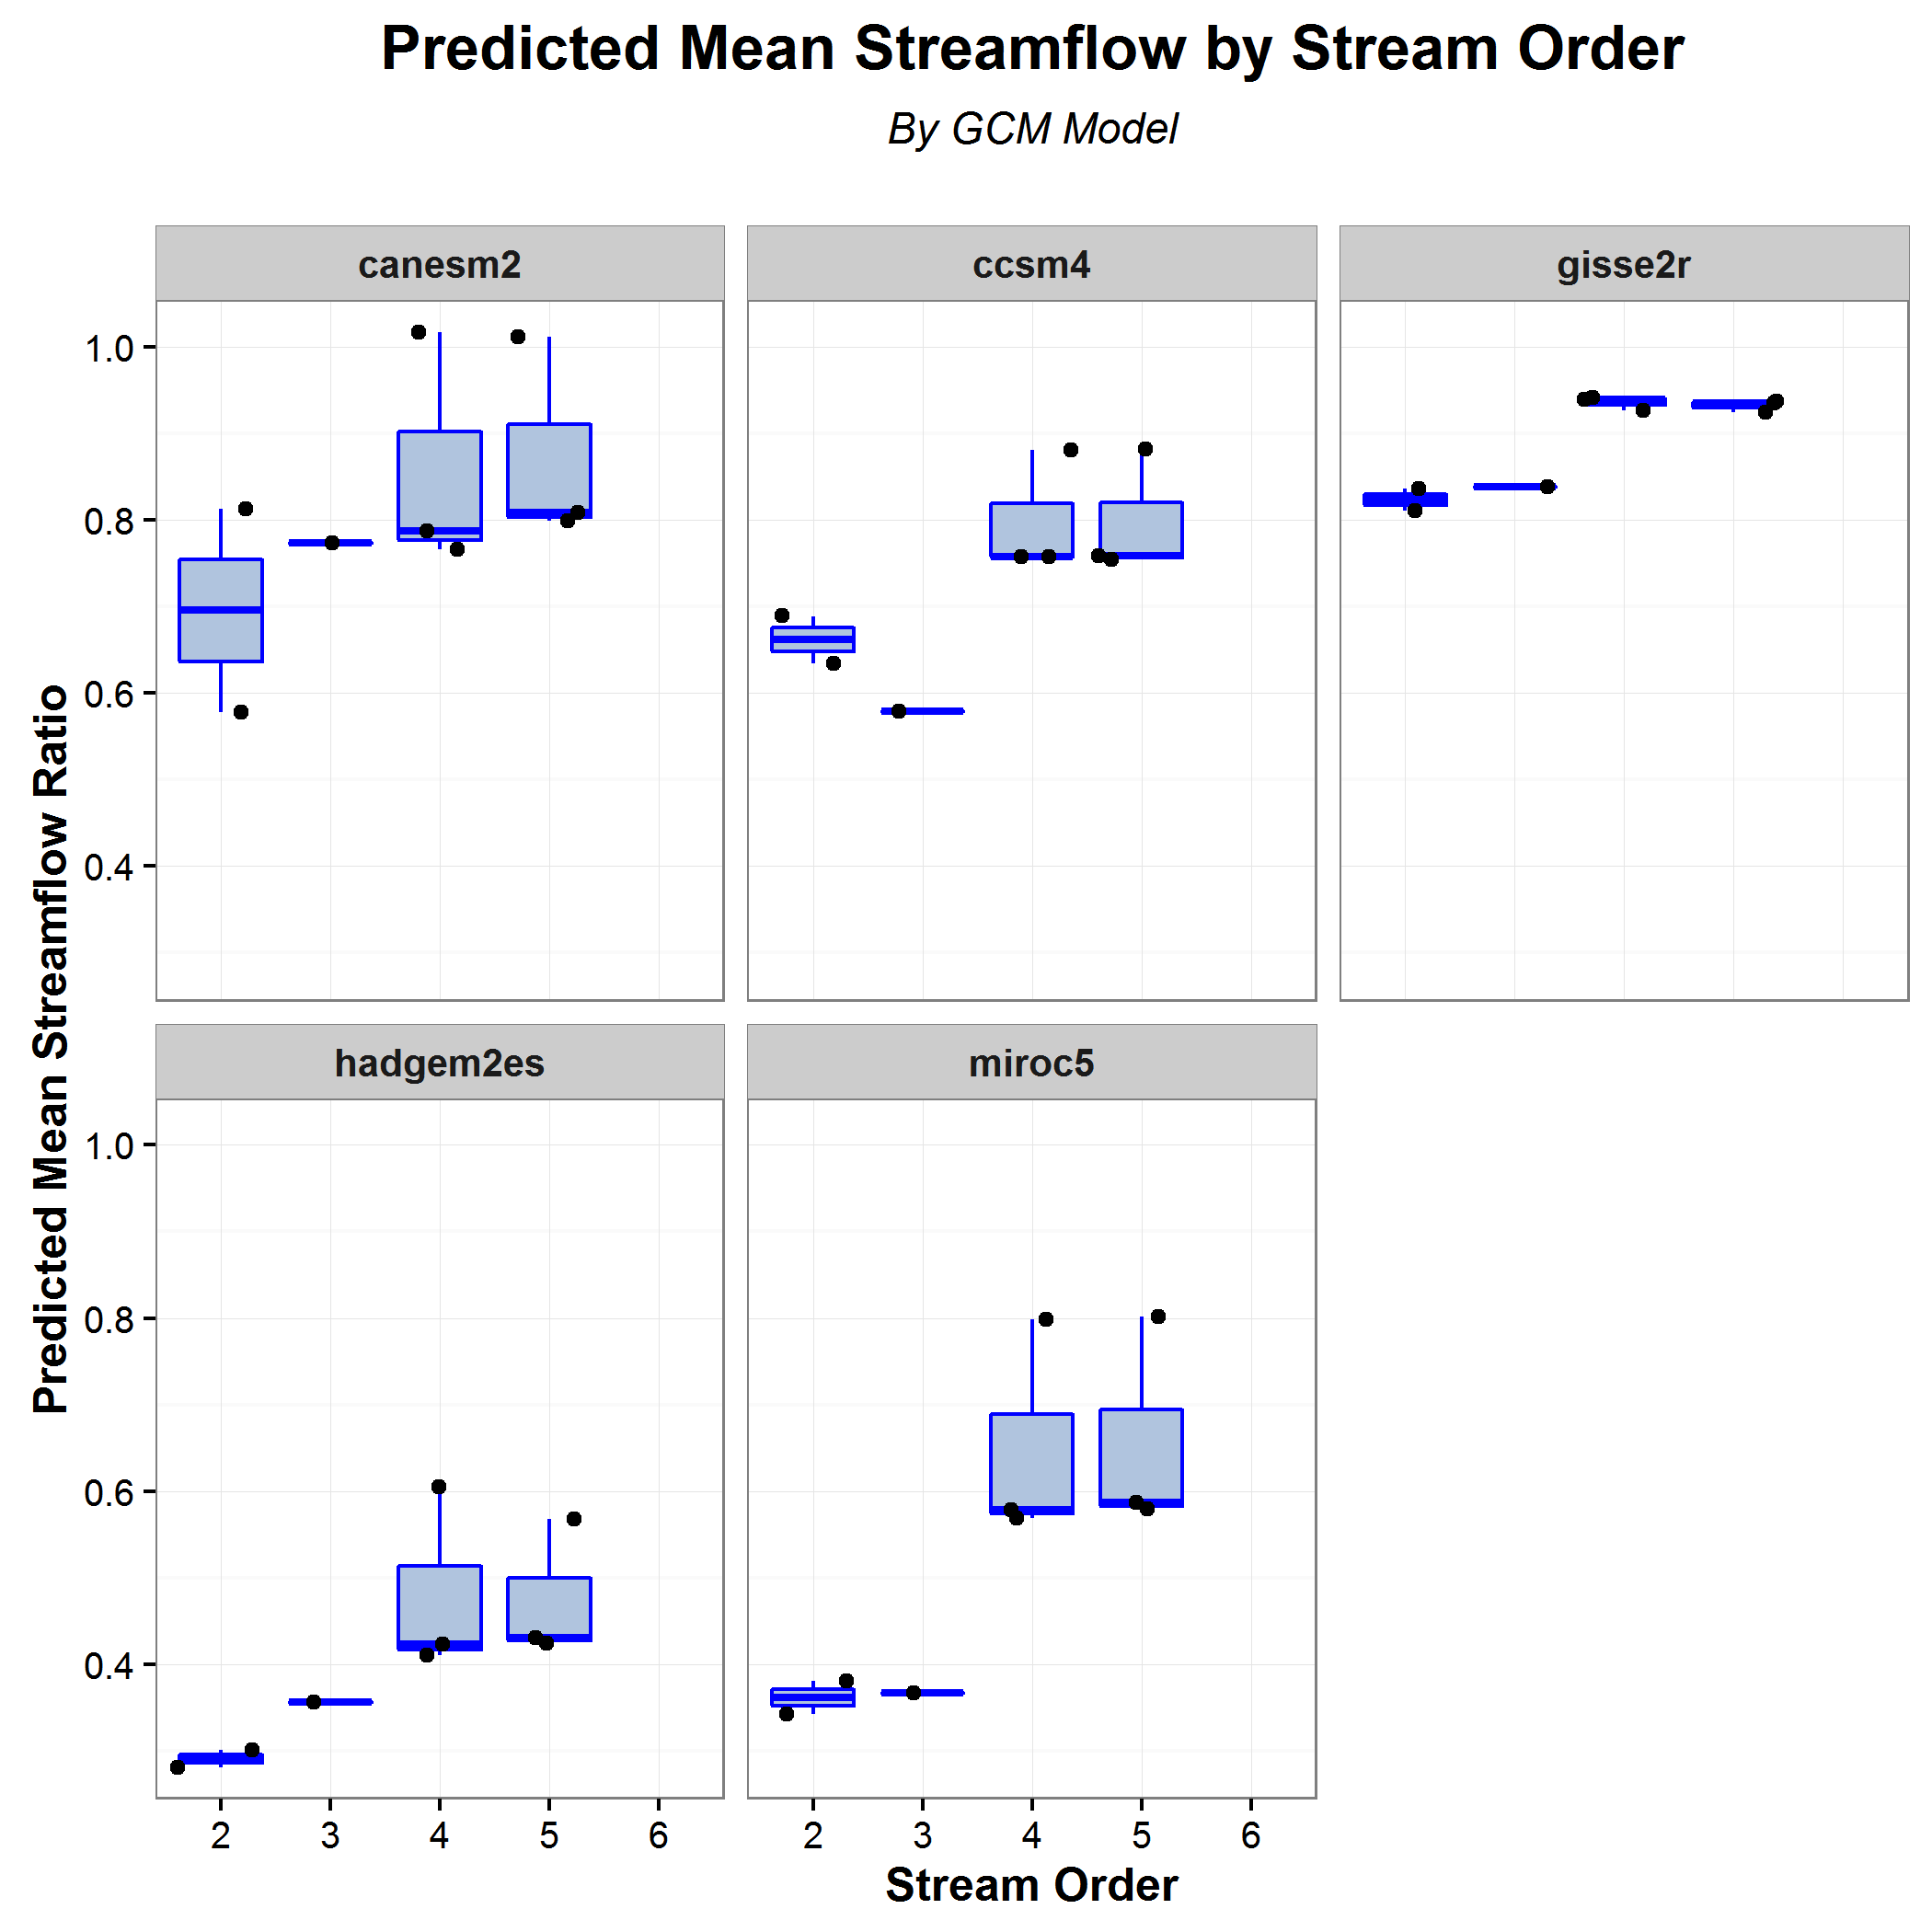 Predicted Mean Streamflow by Stream Order
By GCM Model
canesm2
ccsm4
gisse2r
1.0
0.8
0.6
0.4
Predicted Mean Streamflow Ratio
hadgem2es
miroc5
1.0
0.8
0.6
0.4
2 3 4 5 6
2 3 4 5 6
Stream Order